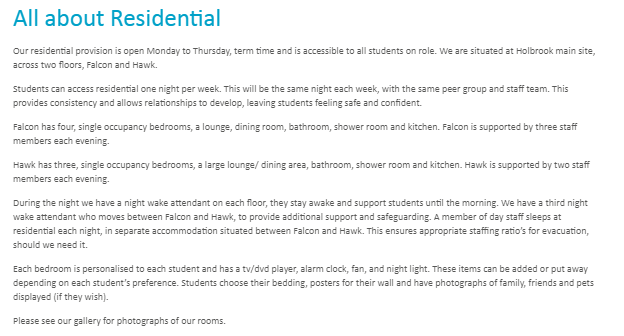 All about Residential
Our residential provision is open Monday to Thursday, term time and is accessible to all students on role. We are situated at Holbrook main site,
across two floors, Falcon and Hawk.
Students can access residential one night per week. This will be the same night each week, with the same peer group and staff team. This
provides consistency and allows relationships to develop, leaving students feeling safe and confident.
Falcon has four, single occupancy bedrooms, a lounge, dining room, bathroom, shower room and kitchen. Falcon is supported by three staff
members each evening.
Hawk has three, single occupancy bedrooms, a large lounge/ dining area, bathroom, shower room and kitchen. Hawk is supported by two staff
members each evening.
During the night we have a night wake attendant on each floor, they stay awake and support students until the morning. We have a third night
wake attendant who moves between Falcon and Hawk, to provide additional support and safeguarding. A member of day staff sleeps at
residential each night, in separate accommodation situated between Falcon and Hawk. This ensures appropriate staffing ratio's for evacuation,
should we need it.
Each bedroom is personalised to each student and has a tv/dvd player, alarm clock, fan, and night light. These items can be added or put away
depending on each student's preference. Students choose their bedding, posters for their wall and have photographs of family, friends and pets
displayed (if they wish).
Please see our gallery for photographs of our rooms.